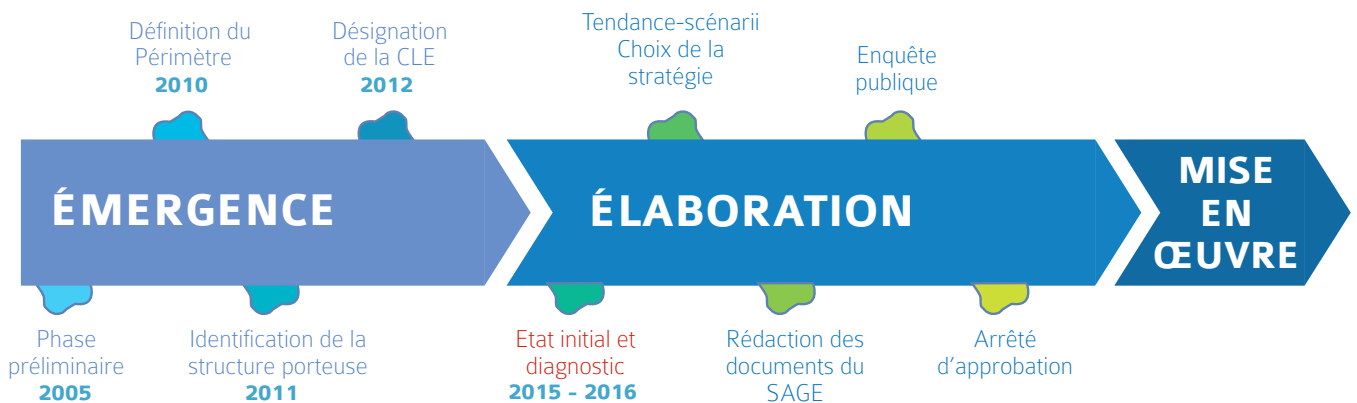 Définition du
Périmètre
2010
Désignation
de la CLE
2012
Tendance-scénarii
Choix de la
stratégie
Enquête
publique
ÉMERGENCE
ÉLABORATION
MISE
EN
ŒUVRE
Phase
préliminaire
2005
Identification de la
structure porteuse
2011
Etat initial et
diagnostic
2015 - 2016
Rédaction des
documents du
SAGE
Arrêté
d’approbation